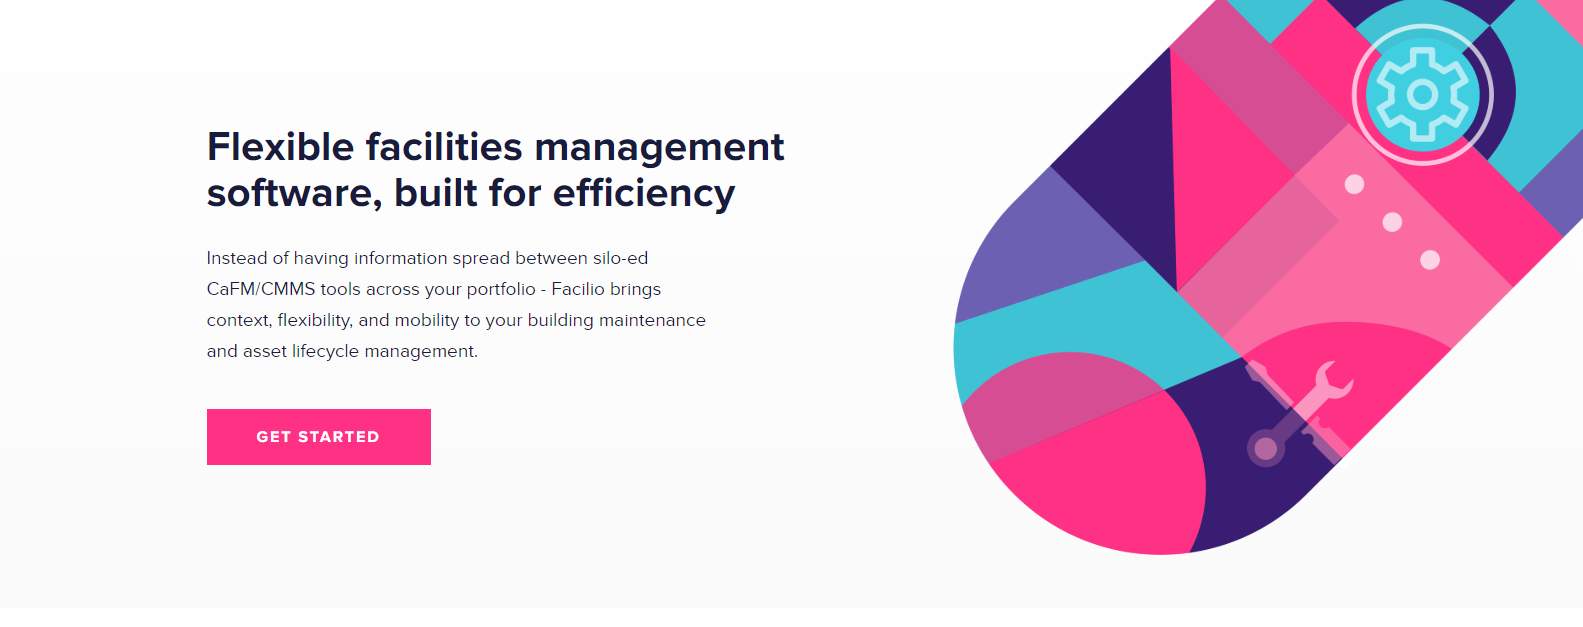 Flexible facilities management
software, built for efficiency
Instead of having information spread between silo-ed
CaFM/CMMS tools across your portfolio - Facilio brings
context, flexibility, and mobility to your building maintenance
and asset lifecycle management.
GET STARTED